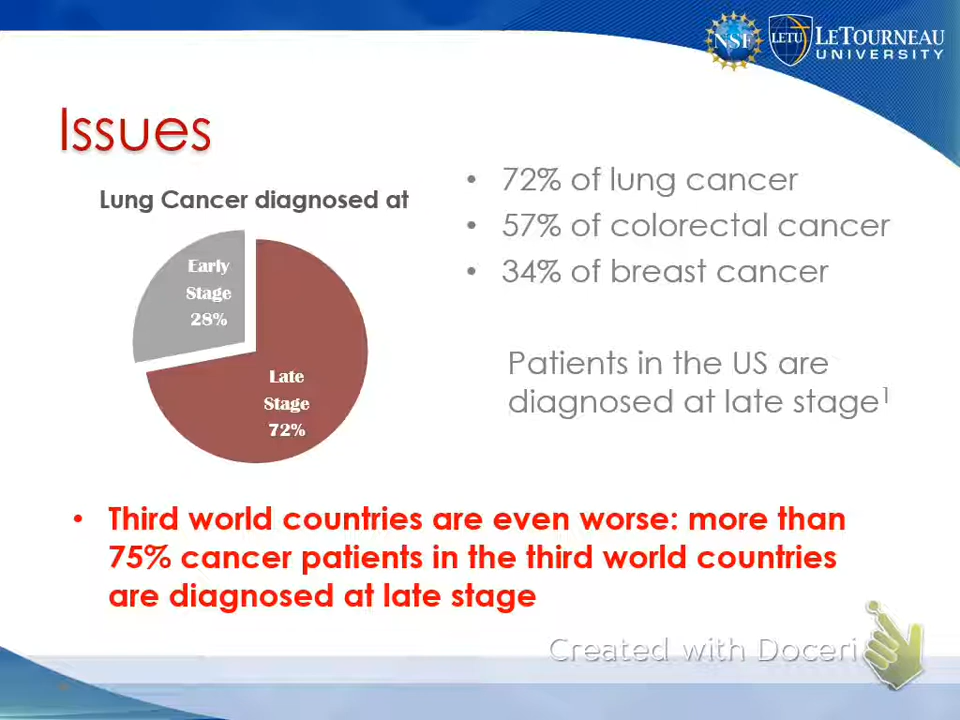 NSF
LETU
LETOURNEAU
UNIVERSITY
Issues
Lung Cancer diagnosed at
Early
Stage
28%
Late
Stage
72%
• 72% of lung cancer
• 57% of colorectal cancer
• 34% of breast cancer
Patients in the US are
diagnosed at late stage¹
• Third world countries are even worse: more than
75% cancer patients in the third world countries
are diagnosed at late stage
Created with Doceri